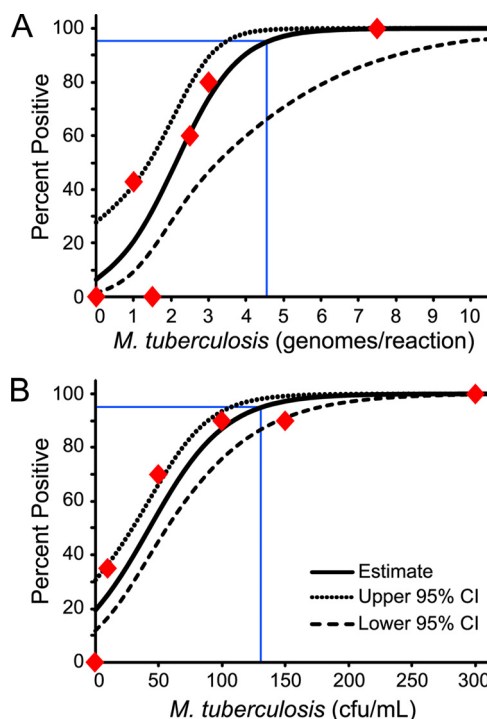 A
Percent Positive
100
80
60
40
20
0
0 1 2 3 4 5 6 7 8 9 10
M. tuberculosis (genomes/reaction)
B
Percent Positive
100
80
60
40
20
0
Estimate
Upper 95% CI
Lower 95% CI
0 50 100 150 200 250 300
M. tuberculosis (cfu/mL)